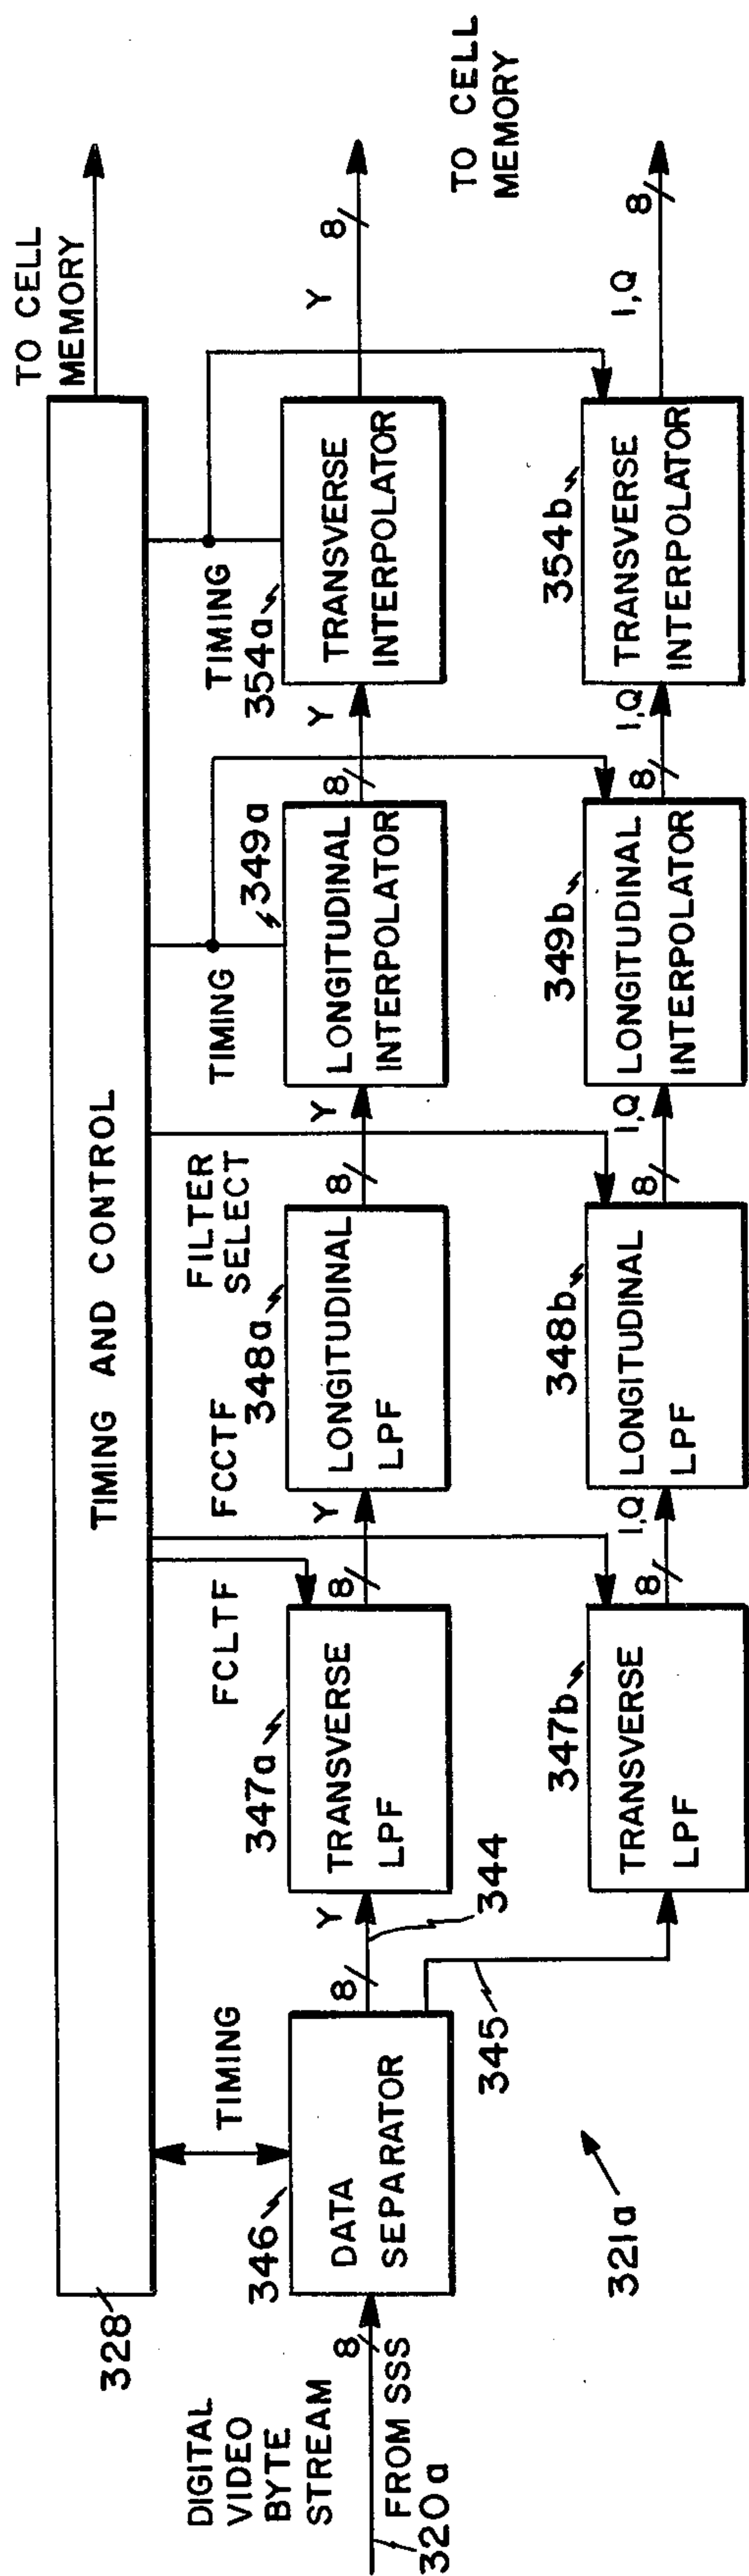 TO CELL
MEMORY
TIMING AND CONTROL
328
DIGITAL
VIDEO
BYTE
STREAM
8
FROM SSS
320a
346
TIMING
DATA
SEPARATOR
8
Y
344
345
347a
FCLTF
TRANSVERSE
LPF
8
Y
FCCTF
348a
FILTER
SELECT
LONGITUDINAL
LPF
8
Y
TIMING
349a
LONGITUDINAL
INTERPOLATOR
8
Y
TIMING
354a
TRANSVERSE
INTERPOLATOR
Y
8
TO CELL
MEMORY
321a
347b
TRANSVERSE
LPF
8
I,Q
348b
LONGITUDINAL
LPF
8
I,Q
349b
LONGITUDINAL
INTERPOLATOR
8
I,Q
354b
TRANSVERSE
INTERPOLATOR
I,Q
8